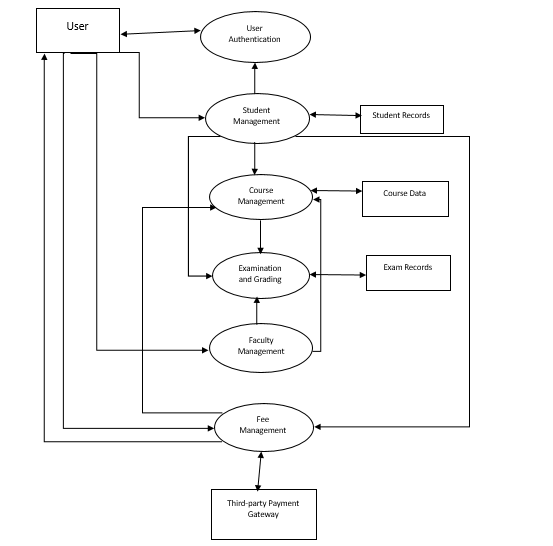 User
User
Authentication
Student
Management
Student Records
Course
Management
Course Data
Examination
and Grading
Exam Records
Faculty
Management
Fee
Management
Third-party Payment
Gateway